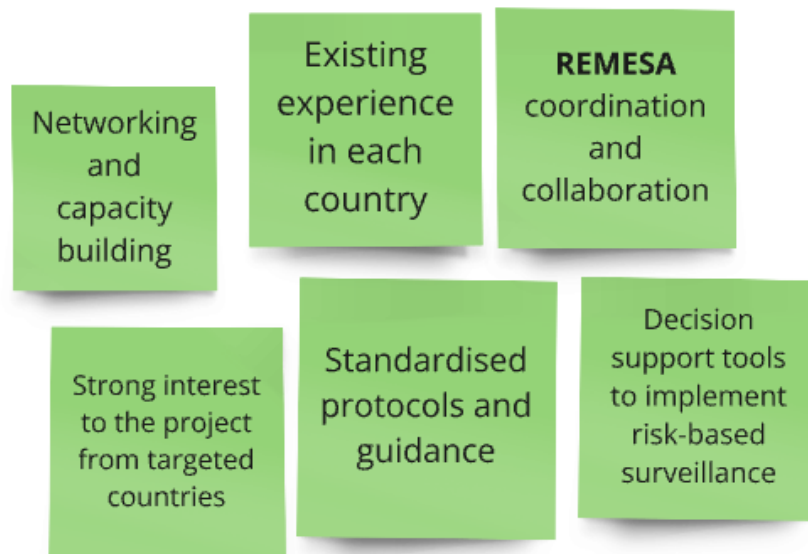 Networking
and
capacity
building
Existing
experience
in each
country
REMESA
coordination
and
collaboration
Strong interest
to the project
from targeted
countries
Standardised
protocols and
guidance
Decision
support tools
to implement
risk-based
surveillance